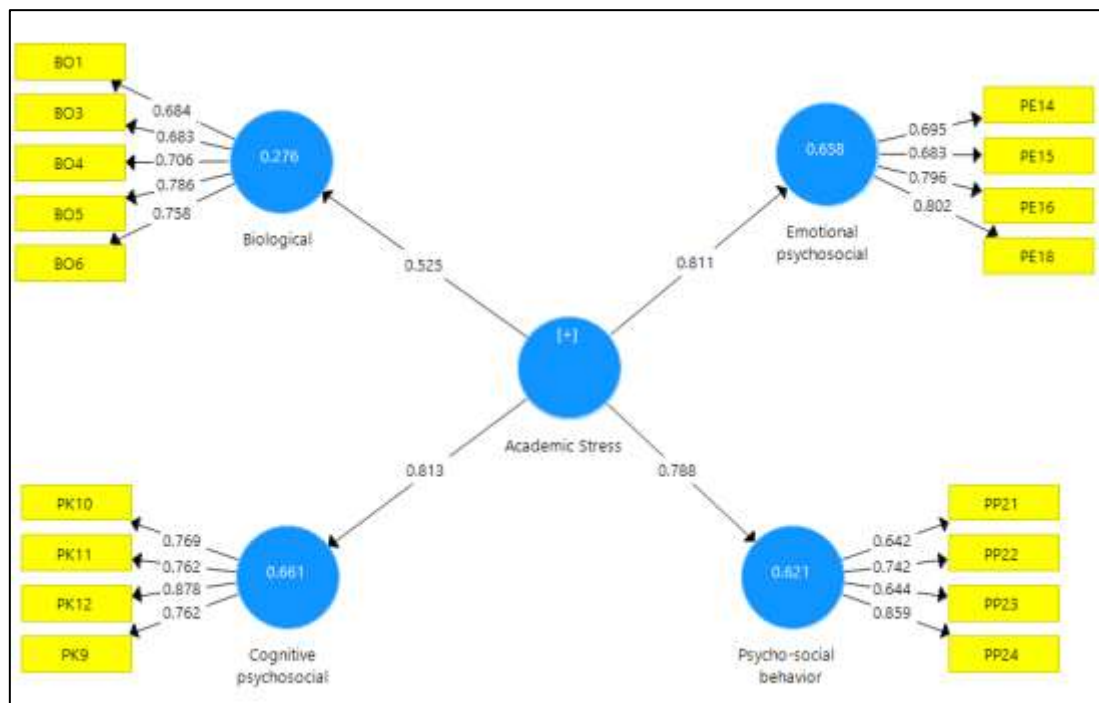 BO1
0.684
BO3
0.683
BO4
0.706
0.786
BO5
0.758
BO6
0.276
Biological
0.525
PE14
0.695
PE15
0.683
0.796
PE16
0.802
PE18
0.658
Emotional
psychosocial
0.811
[+]
Academic Stress
0.813
0.788
PK10
0.769
PK11
0.762
PK12
0.878
0.762
PK9
0.661
Cognitive
psychosocial
PP21
0.642
PP22
0.742
0.644
PP23
0.859
PP24
0.621
Psycho-social
behavior